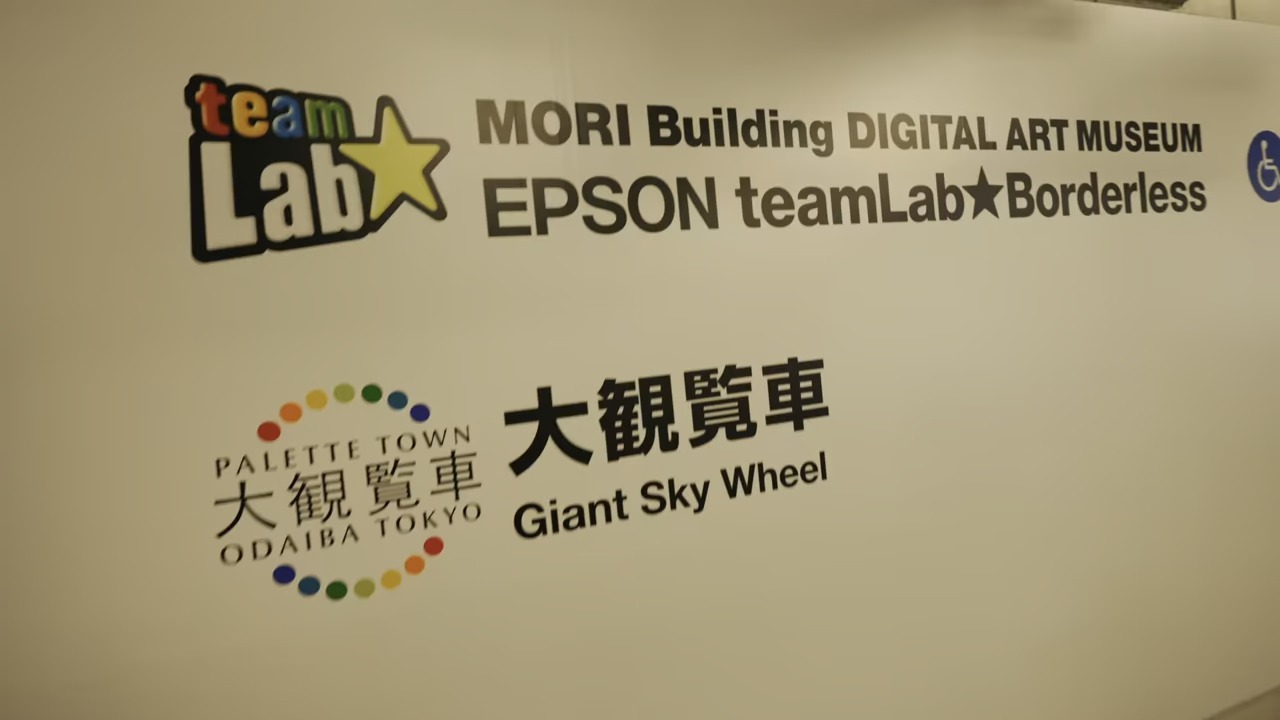 team
Lab★
MORI Building DIGITAL ART MUSEUM
EPSON teamLab★Borderless
PALETTE TOWN
大観覧車
ODAIBA TOKYO
大観覧車
Giant Sky Wheel